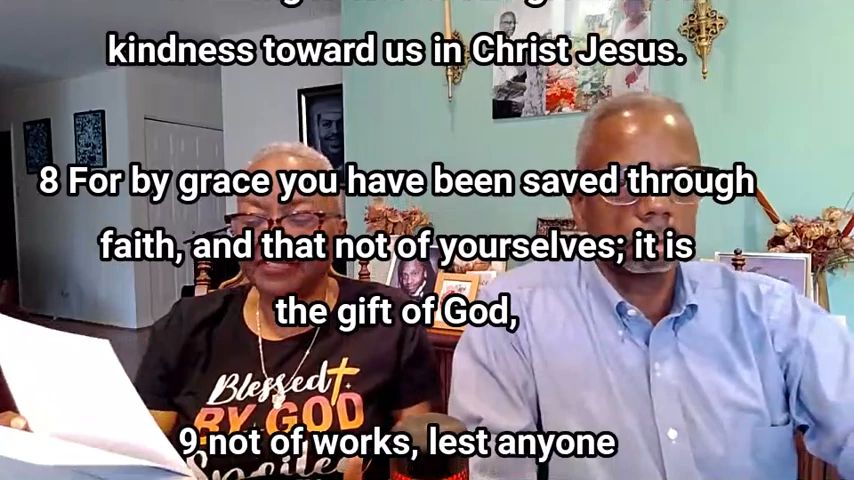 kindness toward us in Christ Jesus.
8 For by grace you have been saved through
faith, and that not of yourselves; it is
the gift of God,
9 not of works, lest anyone
Blessed
BY GOD
Spoiled